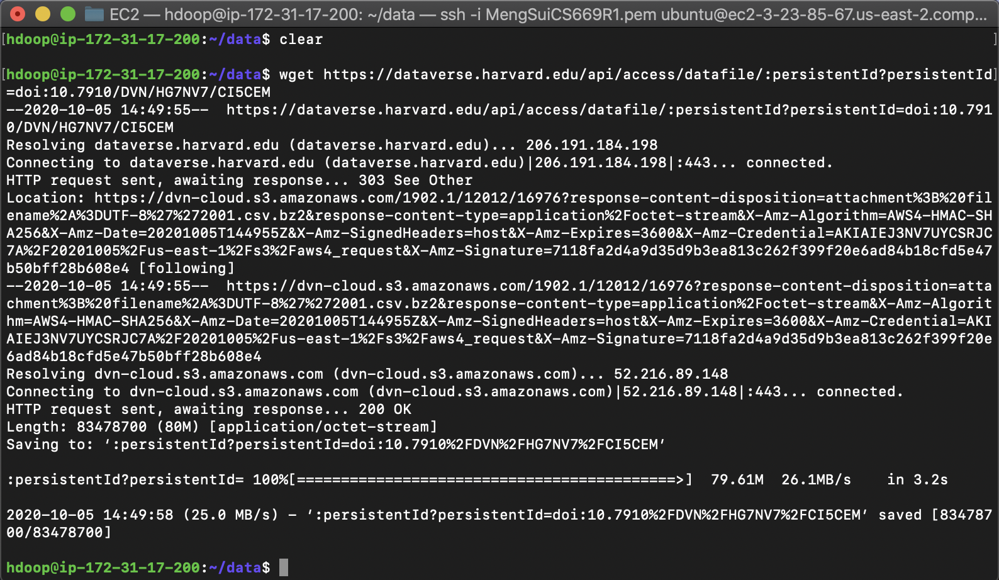 EC2 — hdoop@ip-172-31-17-200: ~/data — ssh -i MengSuiCS669R1.pem ubuntu@ec2-3-23-85-67.us-east-2.comp...
[hdoop@ip-172-31-17-200:~/data$ clear ]
[hdoop@ip-172-31-17-200:~/data$ wget https://dataverse.harvard.edu/api/access/datafile/:persistentId?persistentId]
=doi:10.7910/DVN/HG7NV7/CI5CEM
--2020-10-05 14:49:55--  https://dataverse.harvard.edu/api/access/datafile/:persistentId?persistentId=doi:10.791
0/DVN/HG7NV7/CI5CEM
Resolving dataverse.harvard.edu (dataverse.harvard.edu)... 206.191.184.198
Connecting to dataverse.harvard.edu (dataverse.harvard.edu)|206.191.184.198|:443... connected.
HTTP request sent, awaiting response... 303 See Other
Location: https://dvn-cloud.s3.amazonaws.com/1902.1/12012/16976?response-content-disposition=attachment%3B%20fil
ename%2A%3DUTF-8%27%272001.csv.bz2&response-content-type=application%2Foctet-stream&X-Amz-Algorithm=AWS4-HMAC-SH
A256&X-Amz-Date=20201005T144955Z&X-Amz-SignedHeaders=host&X-Amz-Expires=3600&X-Amz-Credential=AKIAIEJ3NV7UYCSRJC
7A%2F20201005%2Fus-east-1%2Fs3%2Faws4_request&X-Amz-Signature=7118fa2d4a9d35d9b3ea813c262f399f20e6ad84b18cfd5e47
b50bff28b608e4 [following]
--2020-10-05 14:49:55--  https://dvn-cloud.s3.amazonaws.com/1902.1/12012/16976?response-content-disposition=atta
chment%3B%20filename%2A%3DUTF-8%27%272001.csv.bz2&response-content-type=application%2Foctet-stream&X-Amz-Algorit
hm=AWS4-HMAC-SHA256&X-Amz-Date=20201005T144955Z&X-Amz-SignedHeaders=host&X-Amz-Expires=3600&X-Amz-Credential=AKI
AIEJ3NV7UYCSRJC7A%2F20201005%2Fus-east-1%2Fs3%2Faws4_request&X-Amz-Signature=7118fa2d4a9d35d9b3ea813c262f399f20e
6ad84b18cfd5e47b50bff28b608e4
Resolving dvn-cloud.s3.amazonaws.com (dvn-cloud.s3.amazonaws.com)... 52.216.89.148
Connecting to dvn-cloud.s3.amazonaws.com (dvn-cloud.s3.amazonaws.com)|52.216.89.148|:443... connected.
HTTP request sent, awaiting response... 200 OK
Length: 83478700 (80M) [application/octet-stream]
Saving to: ‘:persistentId?persistentId=doi:10.7910%2FDVN%2FHG7NV7%2FCI5CEM’
:persistentId?persistentId= 100%[===========================================>]  79.61M  26.1MB/s    in 3.2s
2020-10-05 14:49:58 (25.0 MB/s) - ‘:persistentId?persistentId=doi:10.7910%2FDVN%2FHG7NV7%2FCI5CEM’ saved [834787
00/83478700]
hdoop@ip-172-31-17-200:~/data$